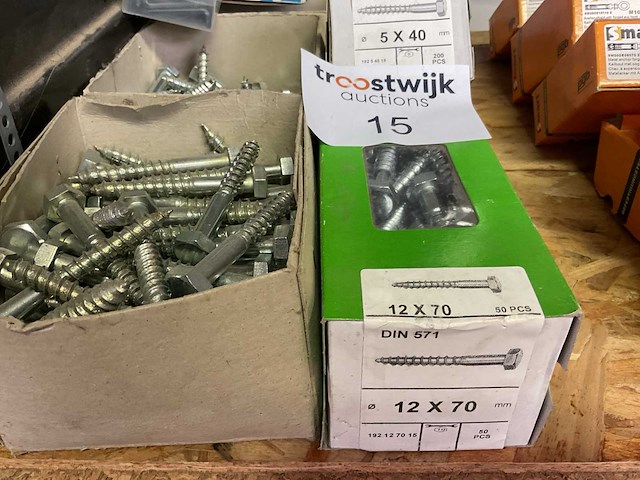 5 X 40 mm
200
PCS
troostwijk
auctions
15
12 X 70 50 PCS
DIN 571
Ø 12 X 70 mm
192 12 70 15
50
PCS